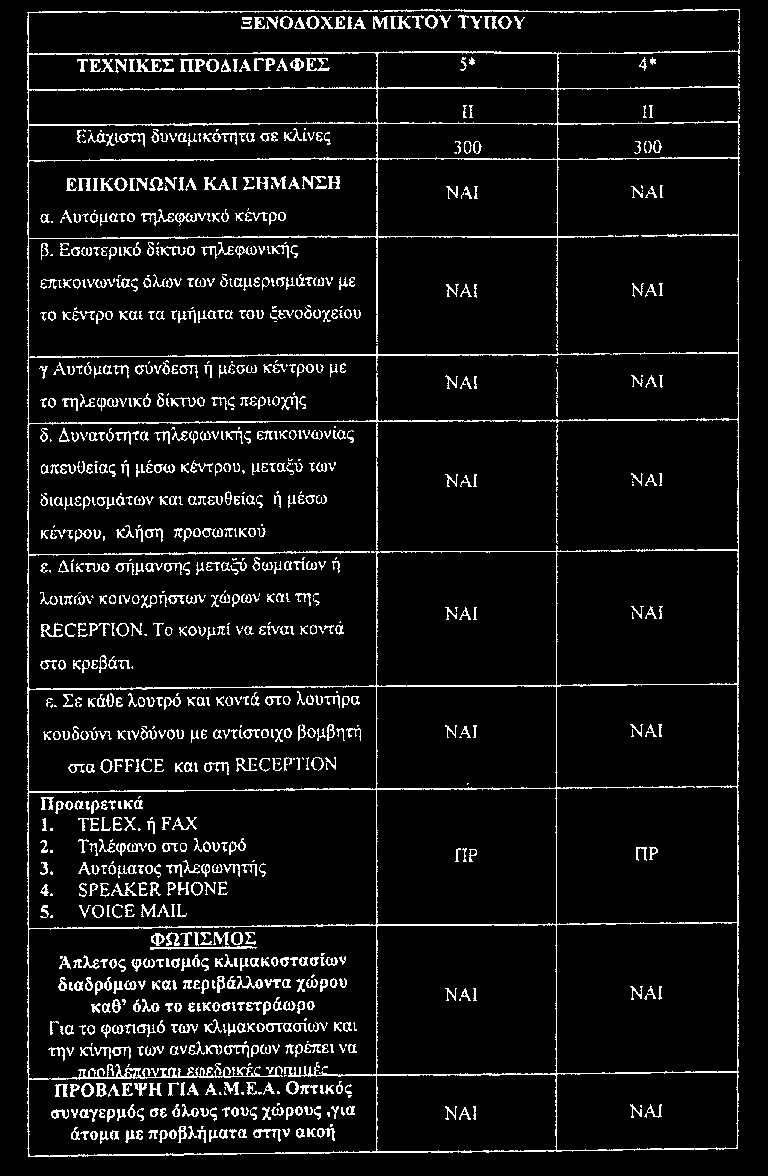 ΞΕΝΟΔΟΧΕΙΑ ΜΙΚΤΟΥ ΤΥΠΟΥ
ΤΕΧΝΙΚΕΣ ΠΡΟΔΙΑΓΡΑΦΕΣ 5* 4*
ΙΙ ΙΙ
Ελάχιστη δυναμικότητα σε κλίνες 300 300
ΕΠΙΚΟΙΝΩΝΙΑ ΚΑΙ ΣΗΜΑΝΣΗ ΝΑΙ ΝΑΙ
α. Αυτόματο τηλεφωνικό κέντρο
β. Εσωτερικό δίκτυο τηλεφωνικής
επικοινωνίας όλων των διαμερισμάτων με ΝΑΙ ΝΑΙ
το κέντρο και τα τμήματα του ξενοδοχείου
γ Αυτόματη σύνδεση ή μέσω κέντρου με ΝΑΙ ΝΑΙ
το τηλεφωνικό δίκτυο της περιοχής
δ. Δυνατότητα τηλεφωνικής επικοινωνίας
απευθείας ή μέσω κέντρου, μεταξύ των ΝΑΙ ΝΑΙ
διαμερισμάτων και απευθείας ή μέσω
κέντρου, κλήση προσωπικού
ε. Δίκτυο σήμανσης μεταξύ δωματίων ή
λοιπών κοινοχρήστων χώρων και της ΝΑΙ ΝΑΙ
RECEPTION. Το κουμπί να είναι κοντά
στο κρεβάτι.
ε. Σε κάθε λουτρό και κοντά στο λουτήρα
κουδούνι κινδύνου με αντίστοιχο βομβητή ΝΑΙ ΝΑΙ
στα OFFICE και στη RECEPTION
Προαιρετικά
1. TELEX. ή FAX
2. Τηλέφωνο στο λουτρό
3. Αυτόματος τηλεφωνητής ΠΡ ΠΡ
4. SPEAKER PHONE
5. VOICE MAIL
ΦΩΤΙΣΜΟΣ
Άπλετος φωτισμός κλιμακοστασίων
διαδρόμων και περιβάλλοντα χώρου ΝΑΙ ΝΑΙ
καθ' όλο το εικοσιτετράωρο
Για το φωτισμό των κλιμακοστασίων και
την κίνηση των ανελκυστήρων πρέπει να
προβλέπονται εφεδρικές γραμμές
ΠΡΟΒΛΕΨΗ ΓΙΑ Α.Μ.Ε.Α. Οπτικός
συναγερμός σε όλους τους χώρους ,για ΝΑΙ ΝΑΙ
άτομα με προβλήματα στην ακοή